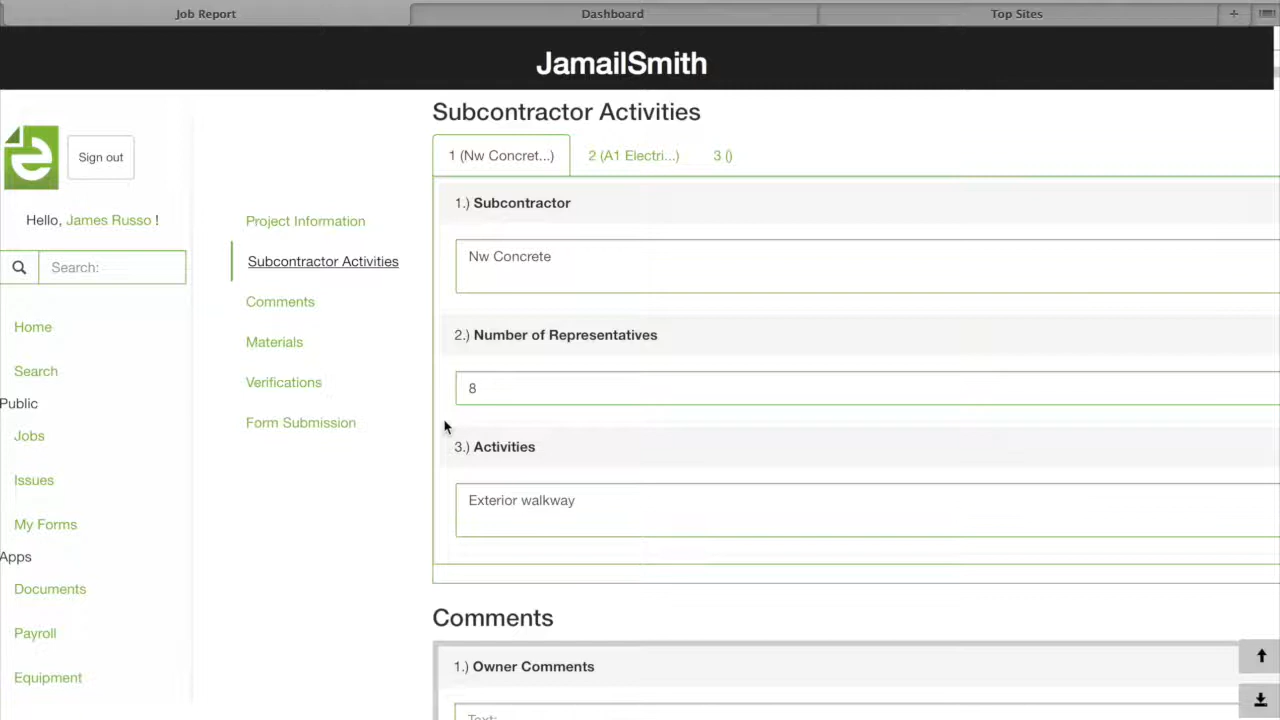 Job Report
Dashboard
Top Sites
+
JamailSmith
e
Sign out
Hello, James Russo !
Search:
Home
Search
Public
Jobs
Issues
My Forms
Apps
Documents
Payroll
Equipment
Project Information
Subcontractor Activities
Comments
Materials
Verifications
Form Submission
Subcontractor Activities
1 (Nw Concret...)
2 (A1 Electri...)
3 ()
1.) Subcontractor
Nw Concrete
2.) Number of Representatives
8
3.) Activities
Exterior walkway
Comments
1.) Owner Comments
Text: